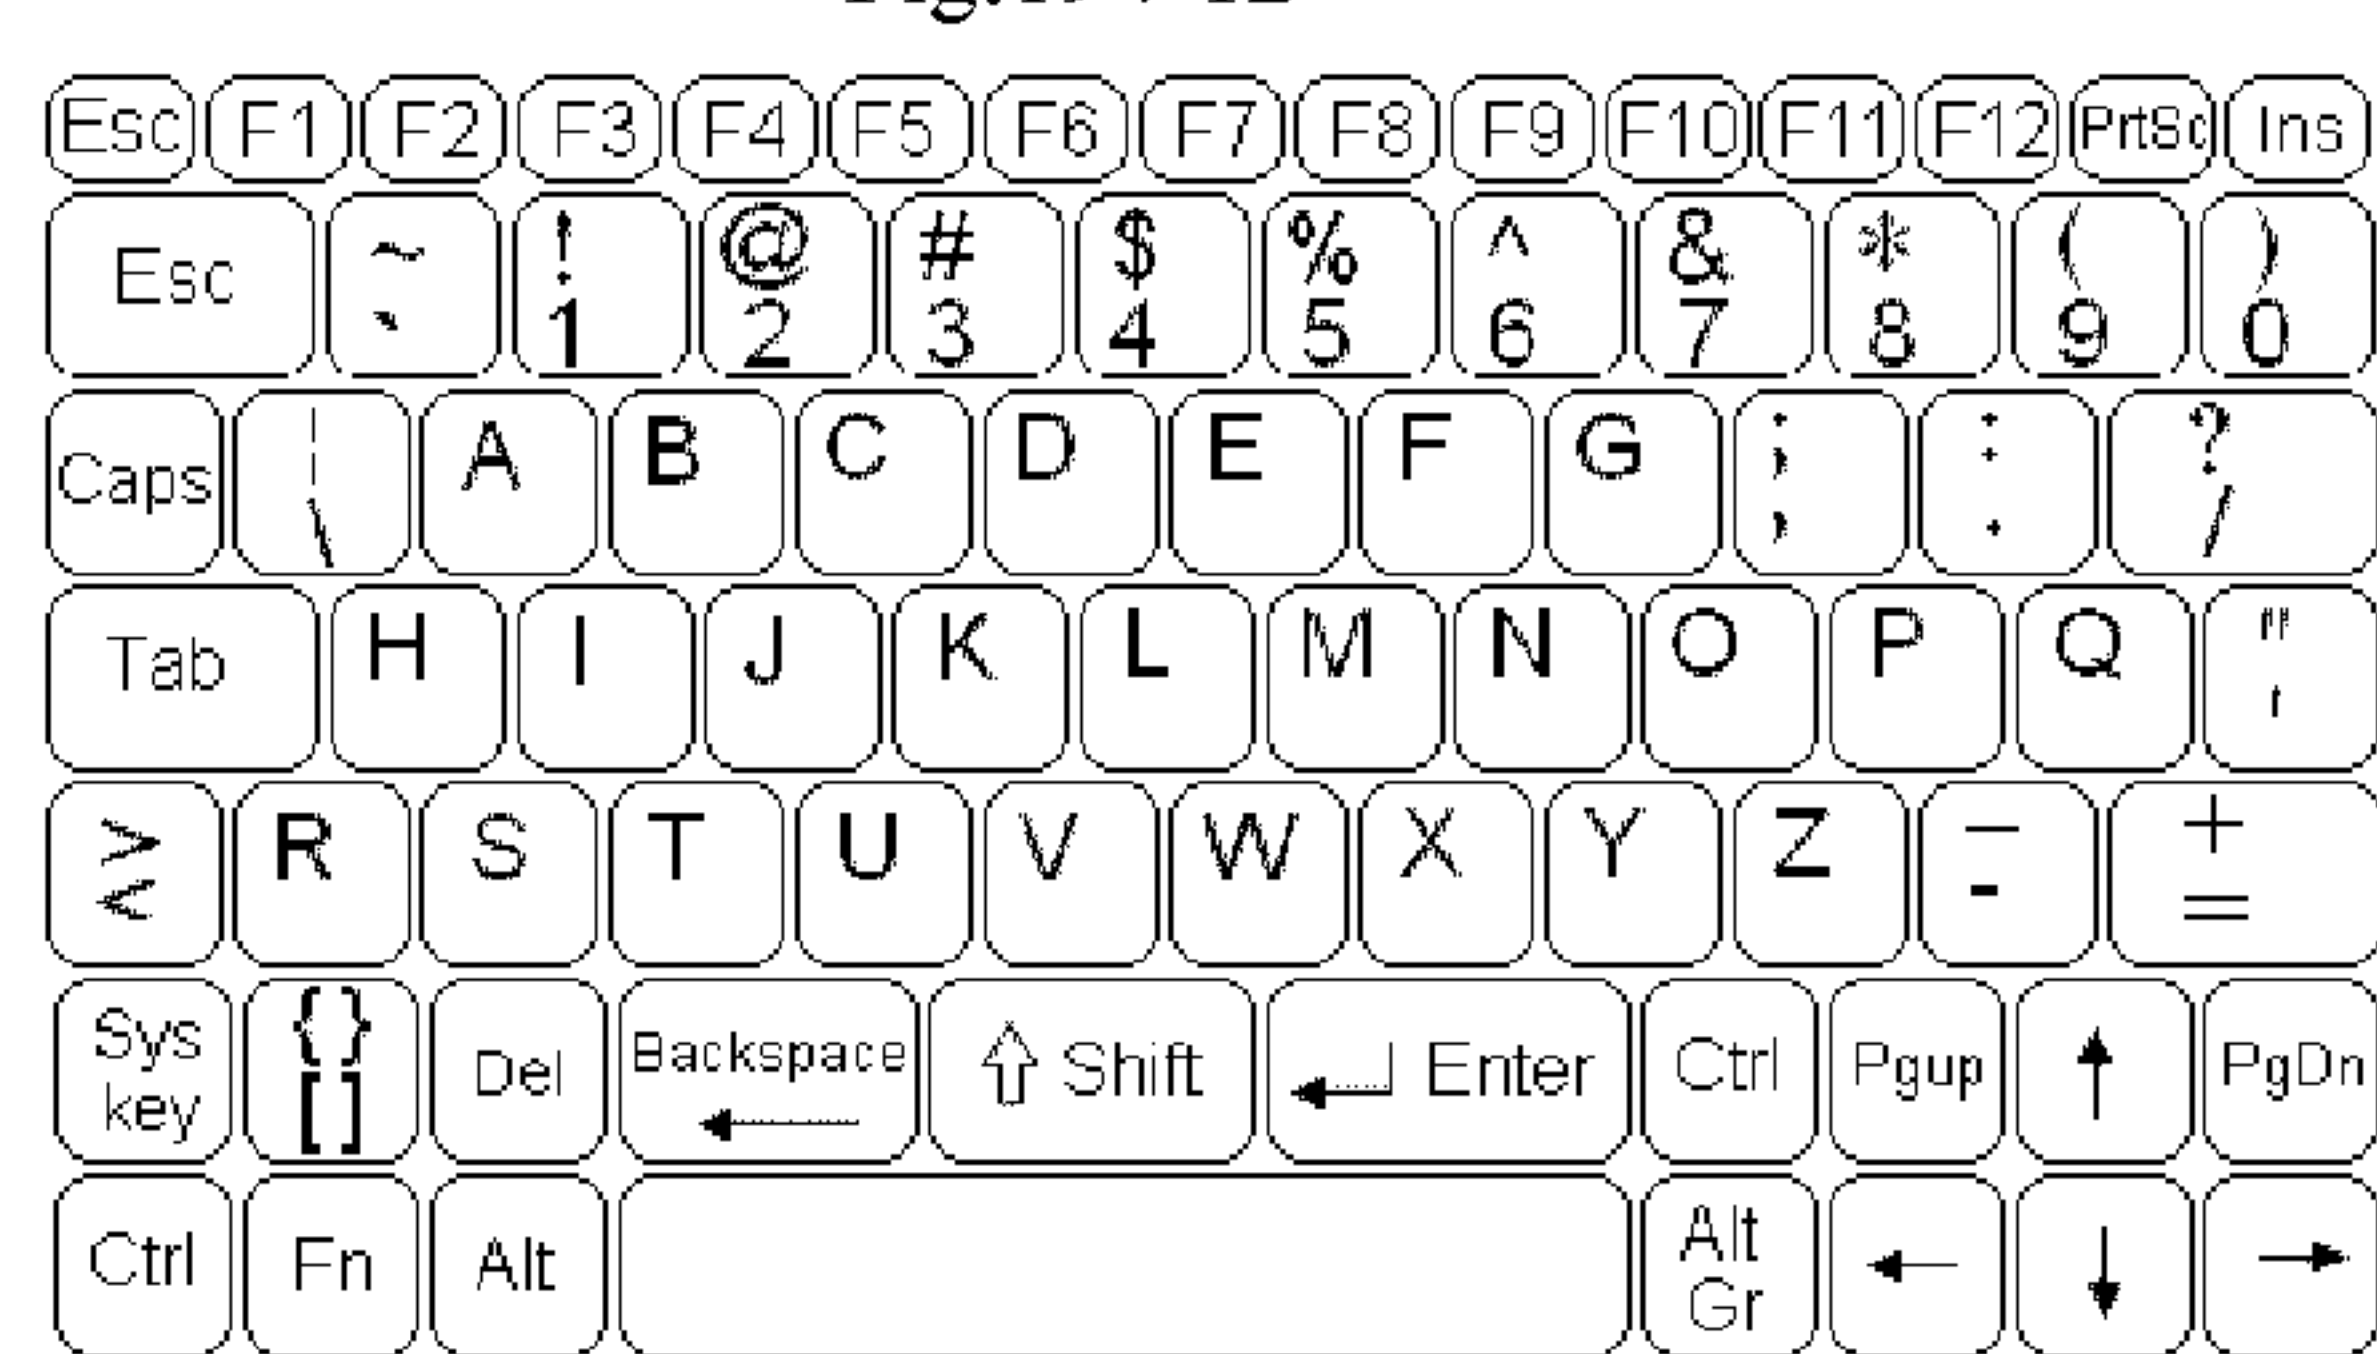 Esc F1 F2 F3 F4 F5 F6 F7 F8 F9 F10 F11 F12 PrtSc Ins
Esc ~ ! @ # $ % ^ & * ( )
` 1 2 3 4 5 6 7 8 9 0
Caps | A B C D E F G ; : ?
\ , . /
Tab H I J K L M N O P Q "
'
> R S T U V W X Y Z _ +
< - =
Sys { } Del Backspace Shift Enter Ctrl Pgup PgDn
key [ ]
Ctrl Fn Alt Alt
Gr